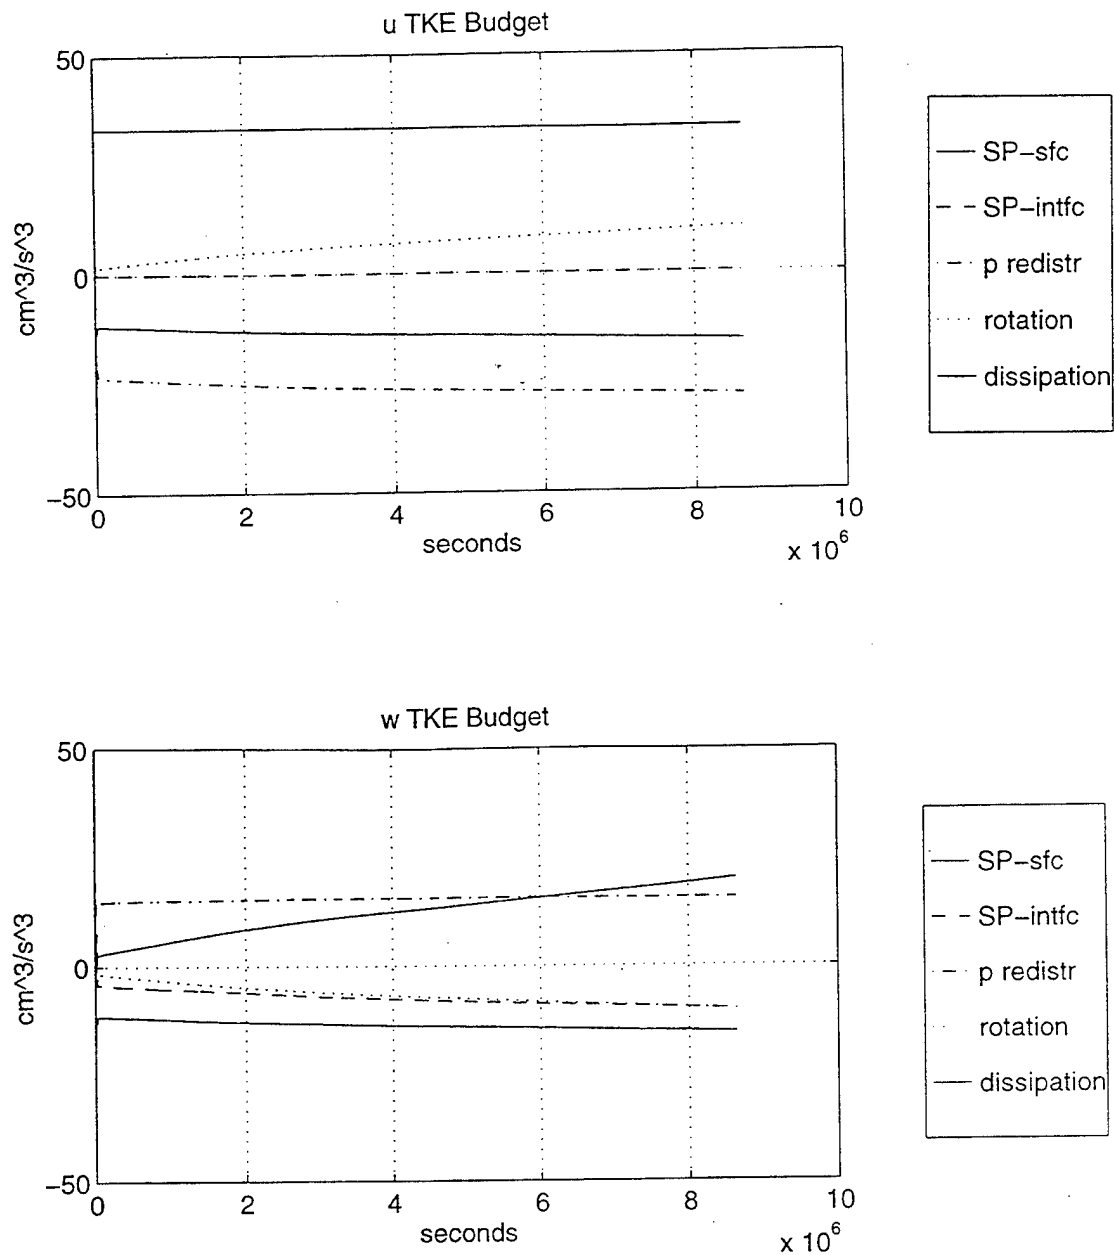 u TKE Budget
50
0
−50
cm^3/s^3
0 2 4 6 8 10
seconds
x 10^6
SP−sfc
SP−intfc
p redistr
rotation
dissipation
w TKE Budget
50
0
−50
cm^3/s^3
0 2 4 6 8 10
seconds
x 10^6
SP−sfc
SP−intfc
p redistr
rotation
dissipation